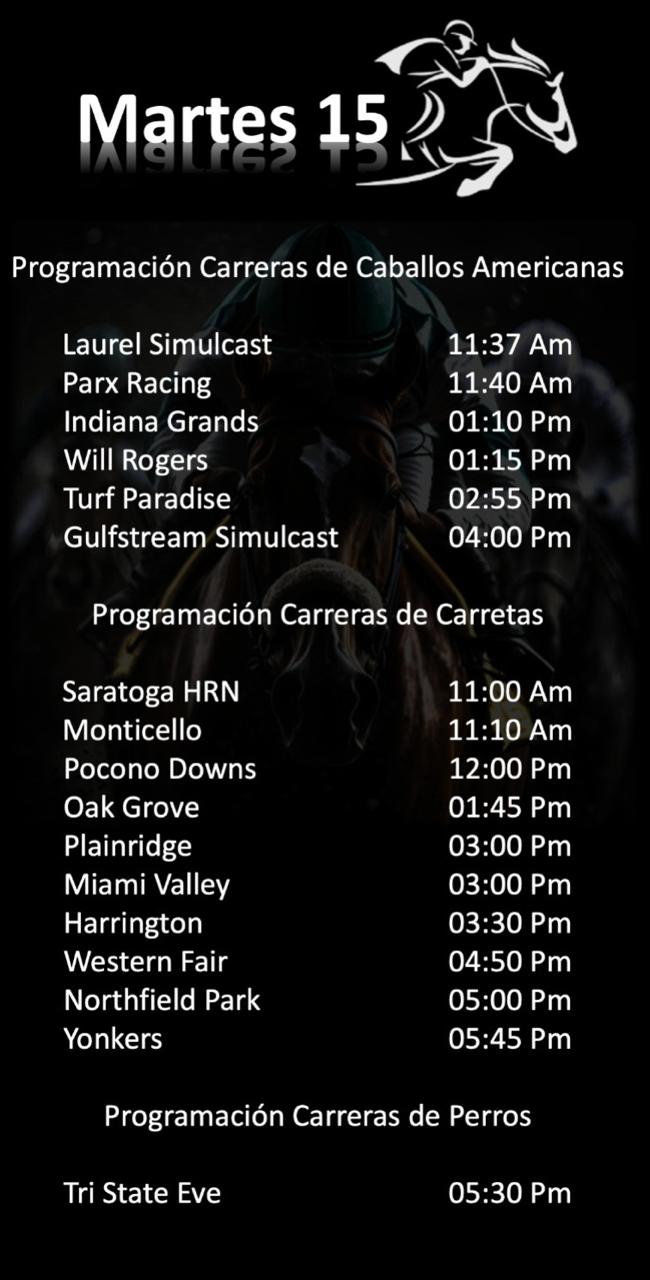 Martes 15
Programación Carreras de Caballos Americanas
Laurel Simulcast 11:37 Am
Parx Racing 11:40 Am
Indiana Grands 01:10 Pm
Will Rogers 01:15 Pm
Turf Paradise 02:55 Pm
Gulfstream Simulcast 04:00 Pm
Programación Carreras de Carretas
Saratoga HRN 11:00 Am
Monticello 11:10 Am
Pocono Downs 12:00 Pm
Oak Grove 01:45 Pm
Plainridge 03:00 Pm
Miami Valley 03:00 Pm
Harrington 03:30 Pm
Western Fair 04:50 Pm
Northfield Park 05:00 Pm
Yonkers 05:45 Pm
Programación Carreras de Perros
Tri State Eve 05:30 Pm